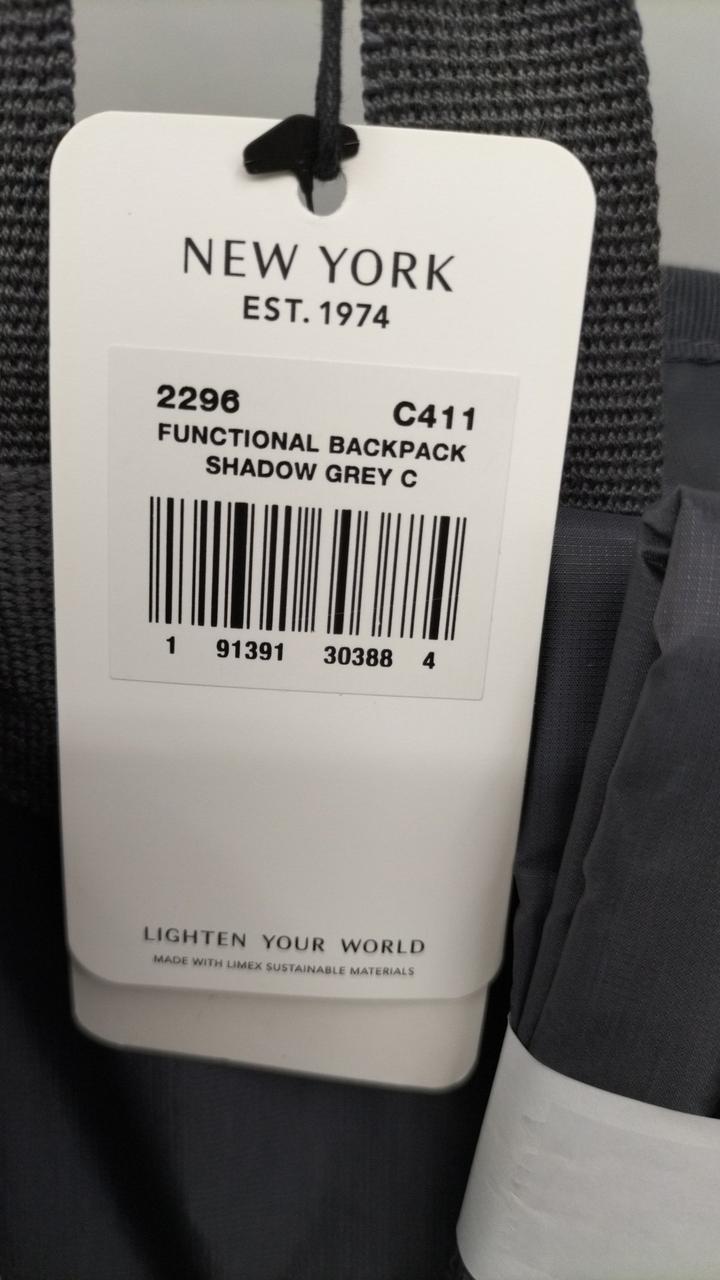 NEW YORK
EST. 1974
2296 C411
FUNCTIONAL BACKPACK
SHADOW GREY C
1 91391 30388 4
LIGHTEN YOUR WORLD
MADE WITH LIMEX SUSTAINABLE MATERIALS